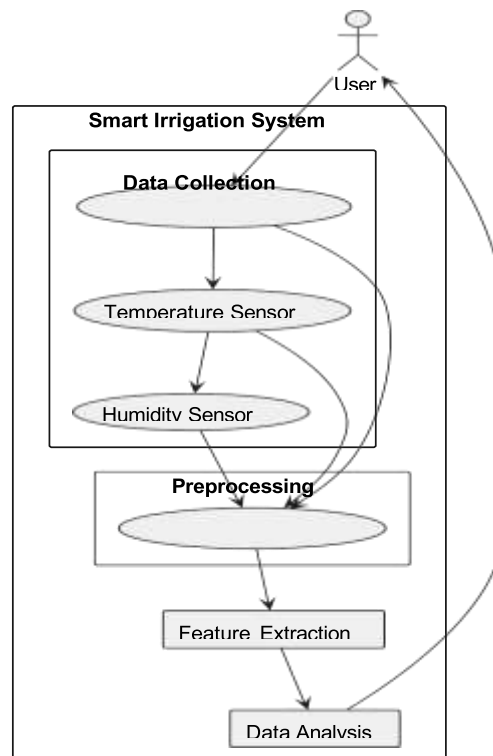 User
Smart Irrigation System
Data Collection
Temperature Sensor
Humidity Sensor
Preprocessing
Feature Extraction
Data Analysis